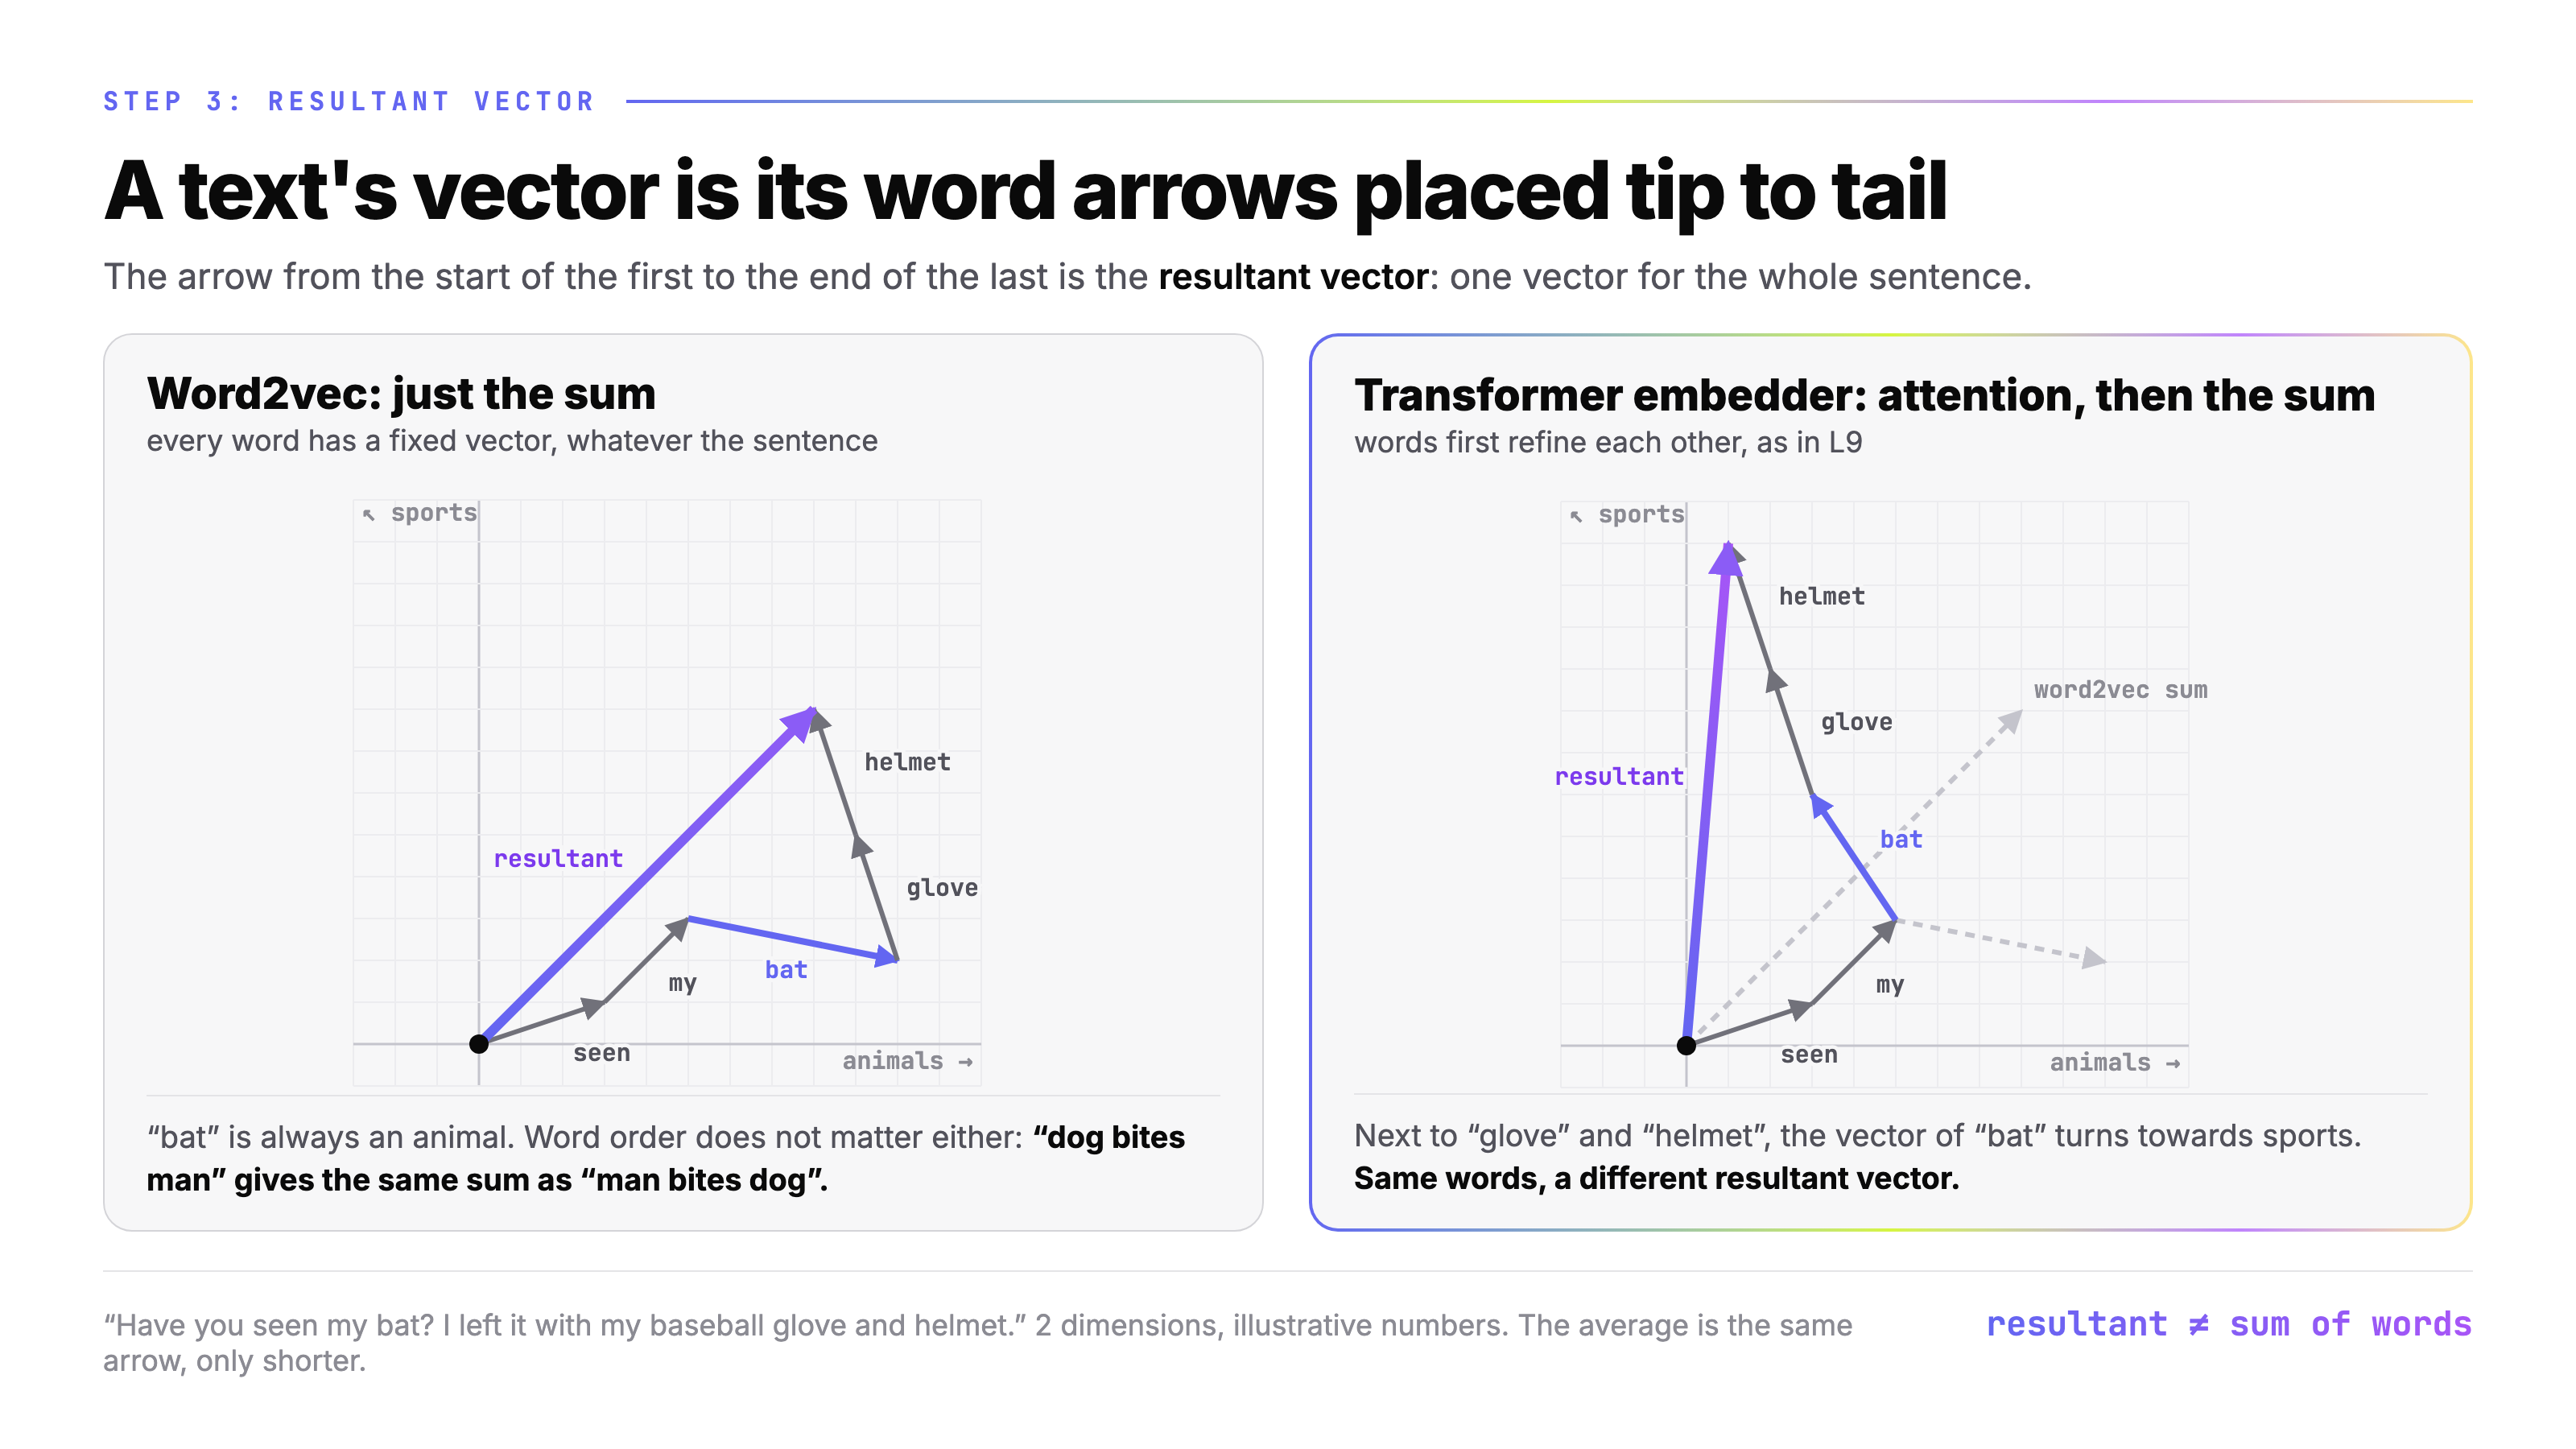 STEP 3: RESULTANT VECTOR
A text's vector is its word arrows placed tip to tail
The arrow from the start of the first to the end of the last is the resultant vector: one vector for the whole sentence.
Word2vec: just the sum
every word has a fixed vector, whatever the sentence
↖ sports
helmet
resultant
glove
bat
my
seen
animals →
“bat” is always an animal. Word order does not matter either: “dog bites
man” gives the same sum as “man bites dog”.
Transformer embedder: attention, then the sum
words first refine each other, as in L9
↖ sports
helmet
word2vec sum
glove
resultant
bat
my
seen
animals →
Next to “glove” and “helmet”, the vector of “bat” turns towards sports.
Same words, a different resultant vector.
“Have you seen my bat? I left it with my baseball glove and helmet.” 2 dimensions, illustrative numbers. The average is the same
arrow, only shorter.
resultant ≠ sum of words